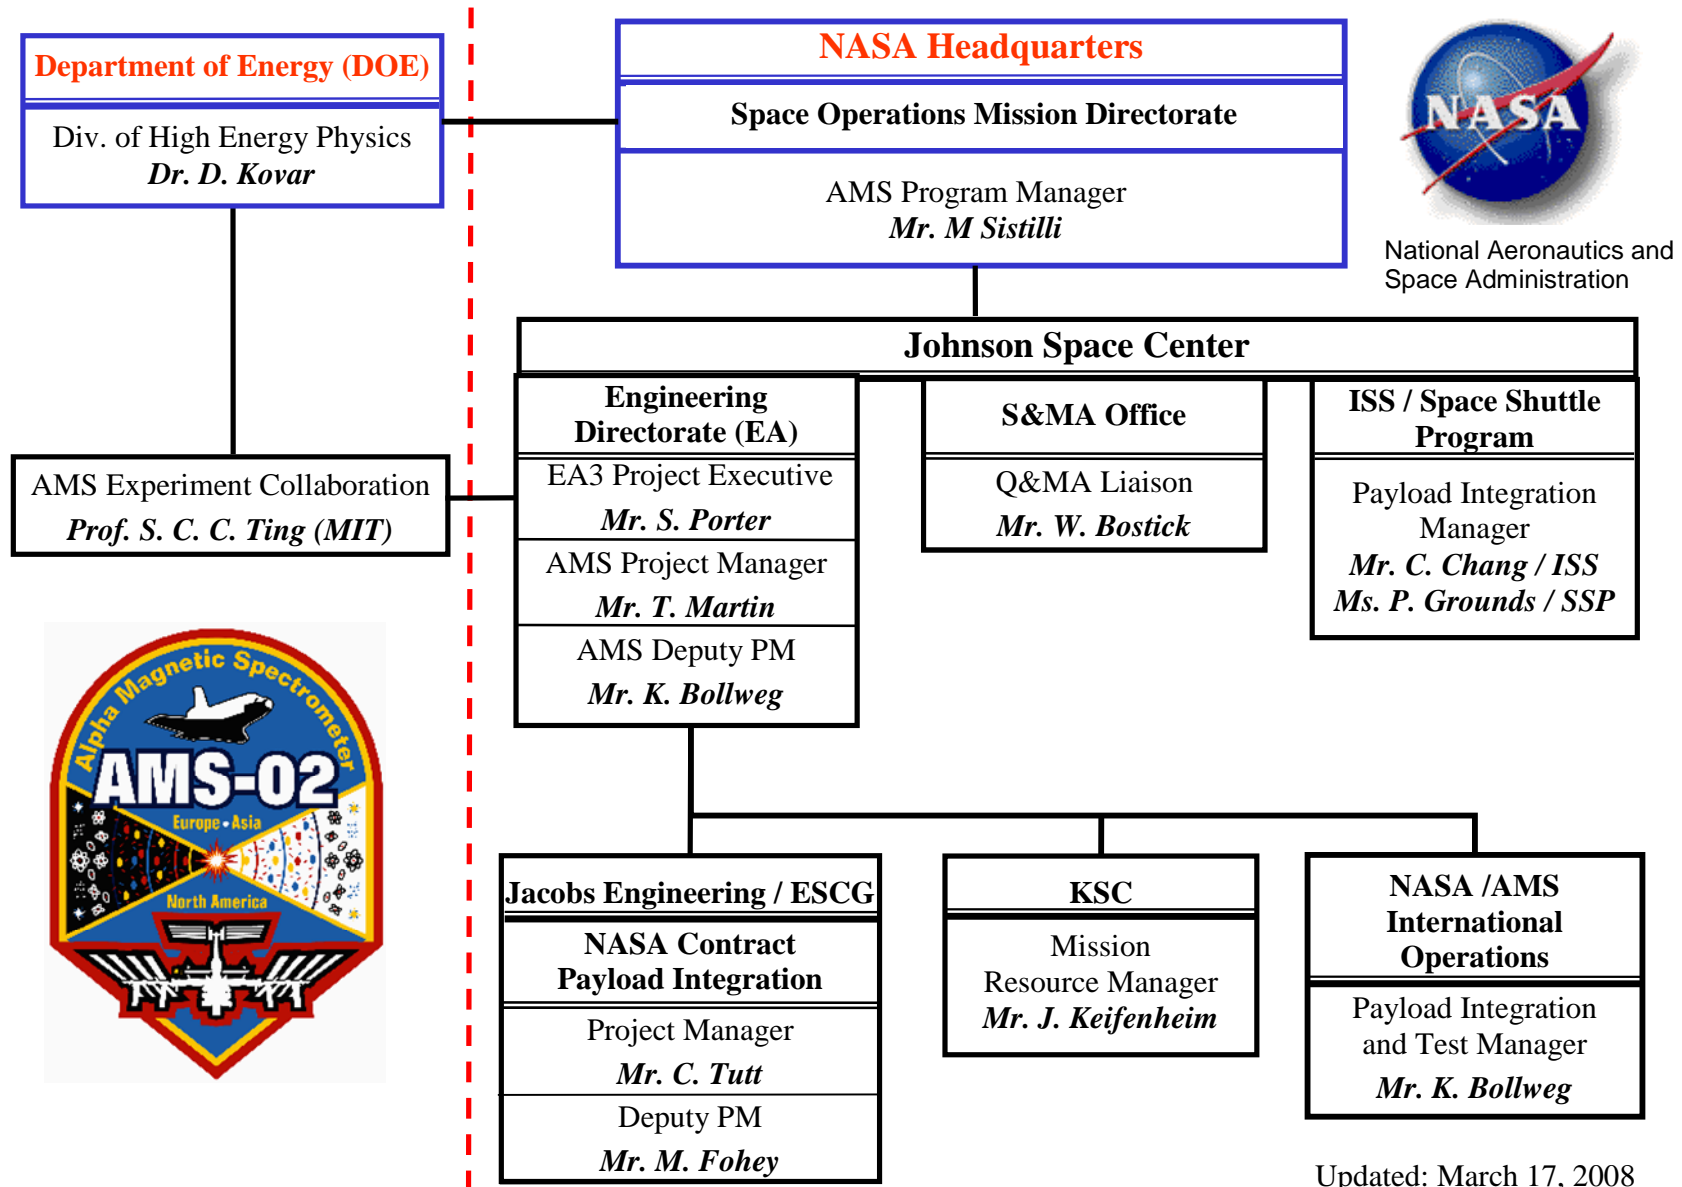 Department of Energy (DOE)
Div. of High Energy Physics
Dr. D. Kovar
NASA Headquarters
Space Operations Mission Directorate
AMS Program Manager
Mr. M Sistilli
NASA
National Aeronautics and
Space Administration
Johnson Space Center
Engineering
Directorate (EA)
EA3 Project Executive
Mr. S. Porter
AMS Project Manager
Mr. T. Martin
AMS Deputy PM
Mr. K. Bollweg
S&MA Office
Q&MA Liaison
Mr. W. Bostick
ISS / Space Shuttle
Program
Payload Integration
Manager
Mr. C. Chang / ISS
Ms. P. Grounds / SSP
AMS Experiment Collaboration
Prof. S. C. C. Ting (MIT)
Alpha Magnetic Spectrometer
AMS-02
Europe • Asia
North America
Jacobs Engineering / ESCG
NASA Contract
Payload Integration
Project Manager
Mr. C. Tutt
Deputy PM
Mr. M. Fohey
KSC
Mission
Resource Manager
Mr. J. Keifenheim
NASA /AMS
International
Operations
Payload Integration
and Test Manager
Mr. K. Bollweg
Updated: March 17, 2008